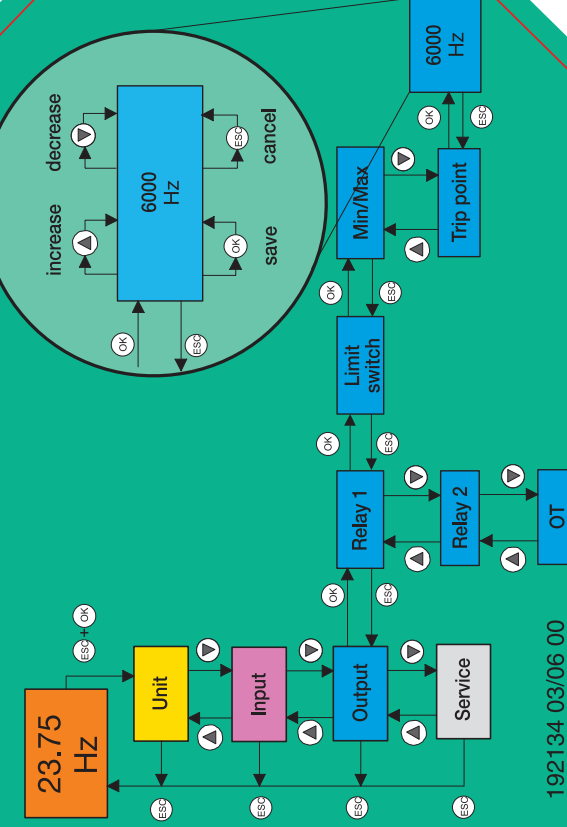 23.75
Hz
ESC + OK
increase
decrease
OK
6000
Hz
ESC
OK
ESC
save
cancel
ESC
Unit
ESC
Input
ESC
Output
OK
ESC
Relay 1
OK
ESC
Limit
switch
OK
ESC
Min/Max
ESC
Service
Relay 2
Trip point
OK
ESC
6000
Hz
OT
192134 03/06 00